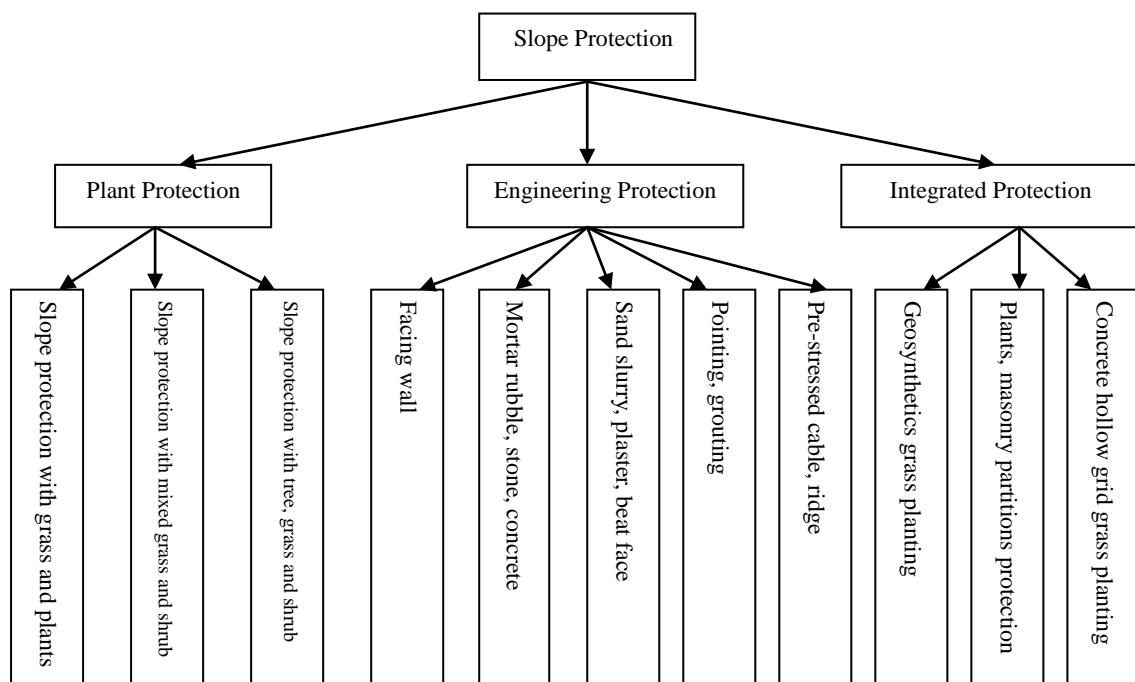 Slope Protection
Plant Protection
Engineering Protection
Integrated Protection
Slope protection with grass and plants
Slope protection with mixed grass and shrub
Slope protection with tree, grass and shrub
Facing wall
Mortar rubble, stone, concrete
Sand slurry, plaster, beat face
Pointing, grouting
Pre-stressed cable, ridge
Geosynthetics grass planting
Plants, masonry partitions protection
Concrete hollow grid grass planting